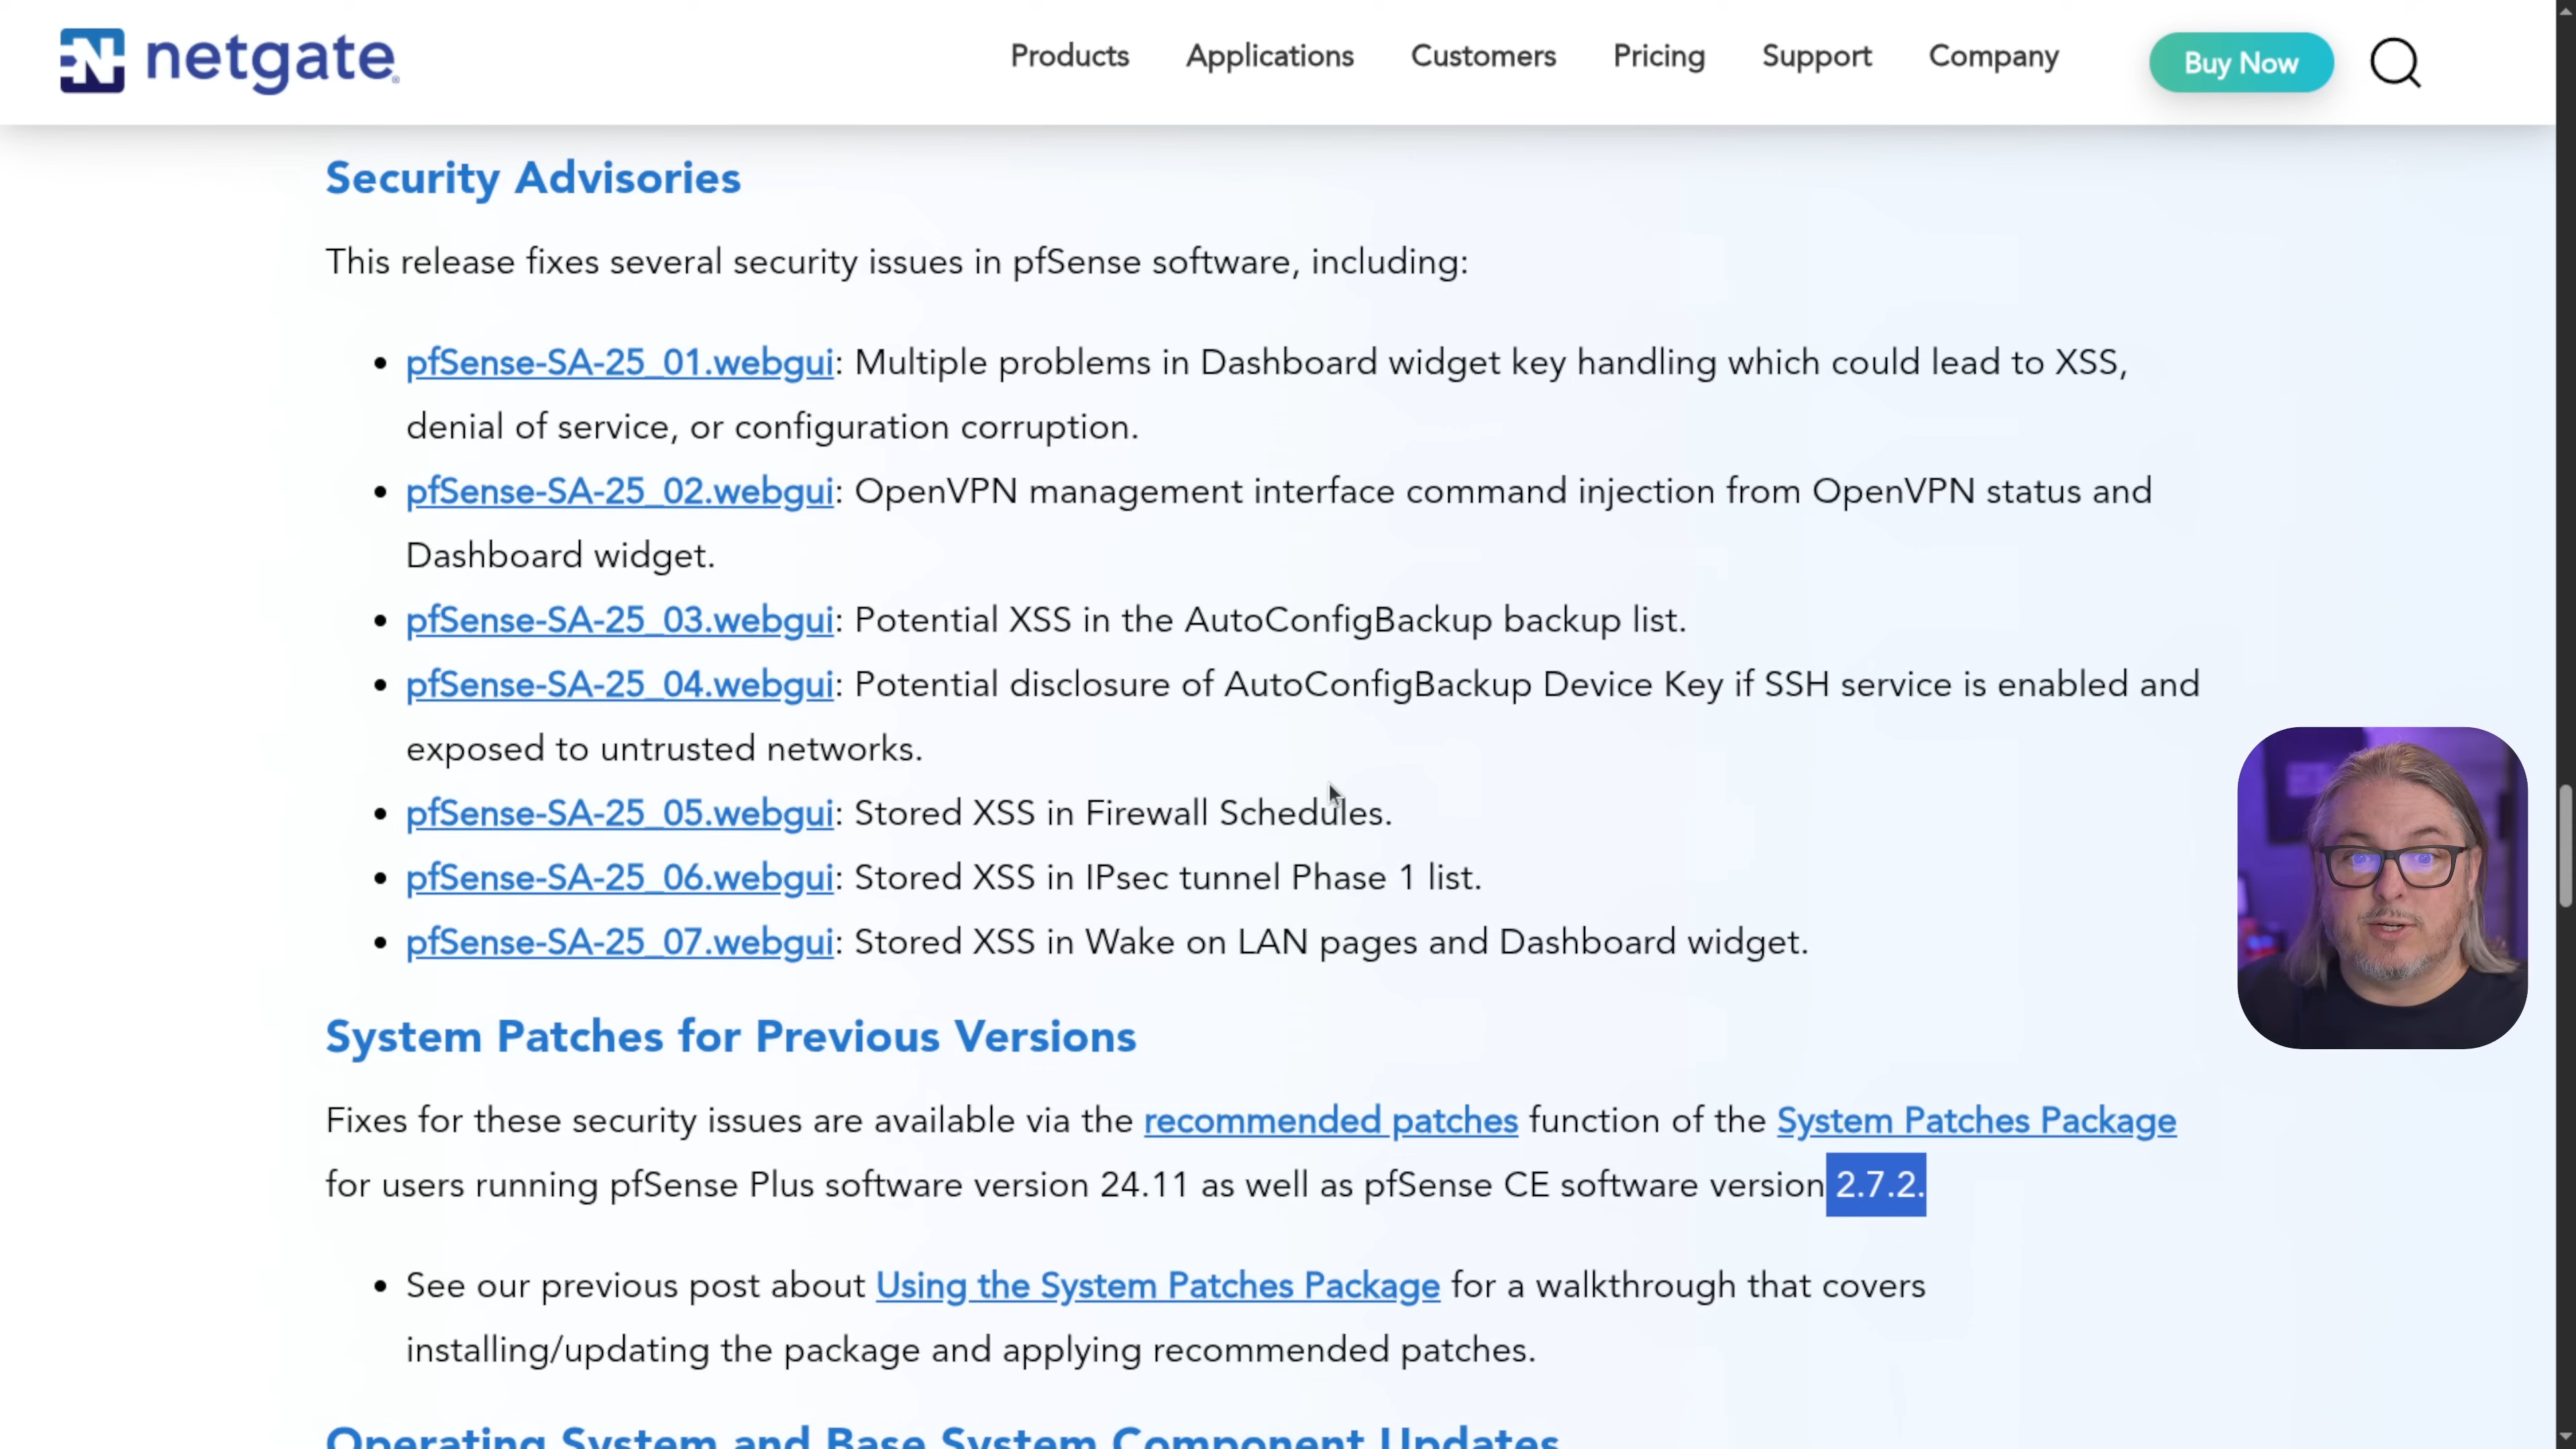 netgate
Products Applications Customers Pricing Support Company Buy Now
Security Advisories
This release fixes several security issues in pfSense software, including:
• pfSense-SA-25_01.webgui: Multiple problems in Dashboard widget key handling which could lead to XSS,
denial of service, or configuration corruption.
• pfSense-SA-25_02.webgui: OpenVPN management interface command injection from OpenVPN status and
Dashboard widget.
• pfSense-SA-25_03.webgui: Potential XSS in the AutoConfigBackup backup list.
• pfSense-SA-25_04.webgui: Potential disclosure of AutoConfigBackup Device Key if SSH service is enabled and
exposed to untrusted networks.
• pfSense-SA-25_05.webgui: Stored XSS in Firewall Schedules.
• pfSense-SA-25_06.webgui: Stored XSS in IPsec tunnel Phase 1 list.
• pfSense-SA-25_07.webgui: Stored XSS in Wake on LAN pages and Dashboard widget.
System Patches for Previous Versions
Fixes for these security issues are available via the recommended patches function of the System Patches Package
for users running pfSense Plus software version 24.11 as well as pfSense CE software version 2.7.2.
• See our previous post about Using the System Patches Package for a walkthrough that covers
installing/updating the package and applying recommended patches.
Operating System and Base System Component Updates